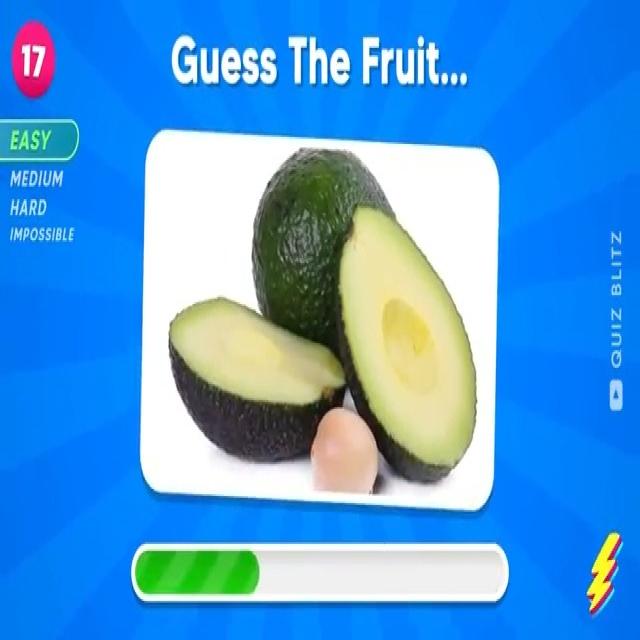 17
Guess The Fruit...
EASY
MEDIUM
HARD
IMPOSSIBLE
QUIZ BLITZ